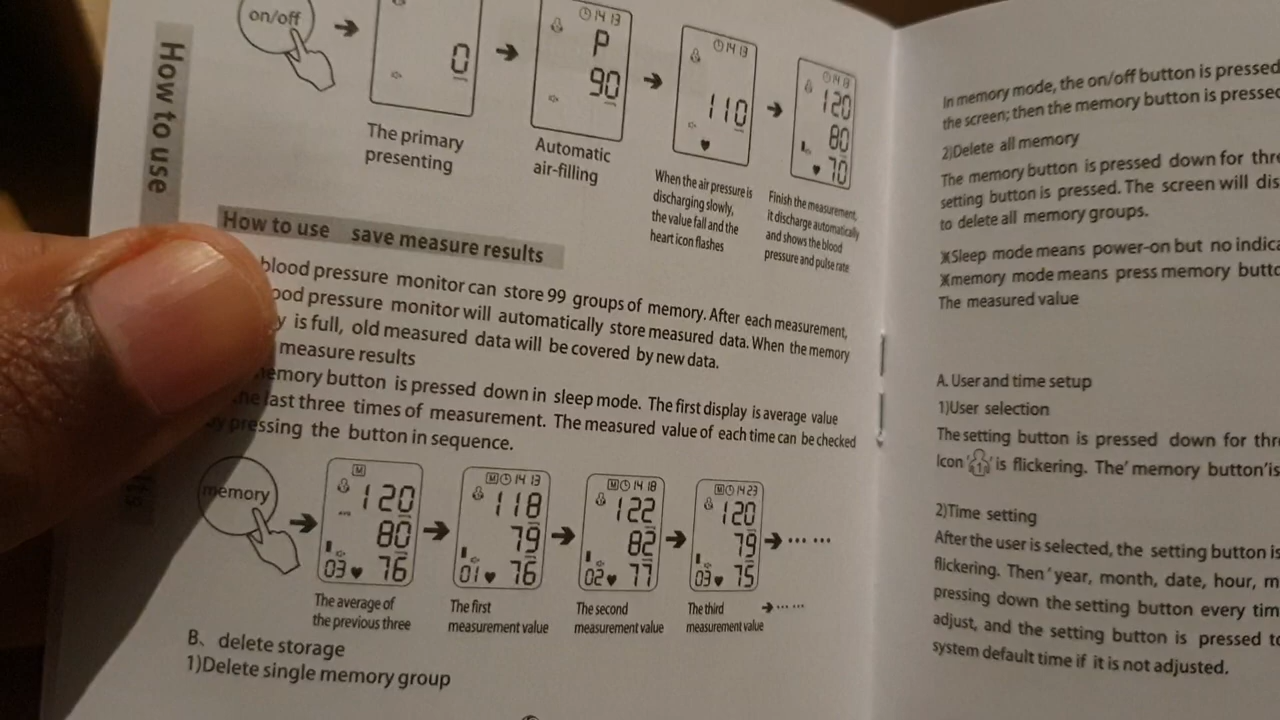 How to use
on/off
0
14 13
P
90
14 13
110
14 13
120
80
70
The primary
presenting
Automatic
air-filling
When the air pressure is
discharging slowly,
the value fall and the
heart icon flashes
Finish the measurement,
it discharge automatically
and shows the blood
pressure and pulse rate
How to use save measure results
blood pressure monitor can store 99 groups of memory. After each measurement,
pressure monitor will automatically store measured data. When the memory
is full, old measured data will be covered by new data.
measure results
button is pressed down in sleep mode. The first display is average value
last three times of measurement. The measured value of each time can be checked
pressing the button in sequence.
memory
M
120
80
03 ♥ 76
M 14 13
118
79
01 ♥ 76
M 14 18
122
82
02 ♥ 77
M 14 23
120
79
03 ♥ 75
➔ ... ...
The average of
the previous three
The first
measurement value
The second
measurement value
The third
measurement value
➔ ... ...
B、delete storage
1)Delete single memory group
In memory mode, the on/off button is pressed
the screen; then the memory button is pressed
2)Delete all memory
The memory button is pressed down for
setting button is pressed. The screen will
to delete all memory groups.
※Sleep mode means power-on but no
※memory mode means press memory
The measured value
A. User and time setup
1)User selection
The setting button is pressed down for
Icon '1' is flickering. The' memory button'is
2)Time setting
After the user is selected, the setting button is
flickering. Then' year, month, date, hour,
pressing down the setting button every
adjust, and the setting button is pressed
system default time if it is not adjusted.